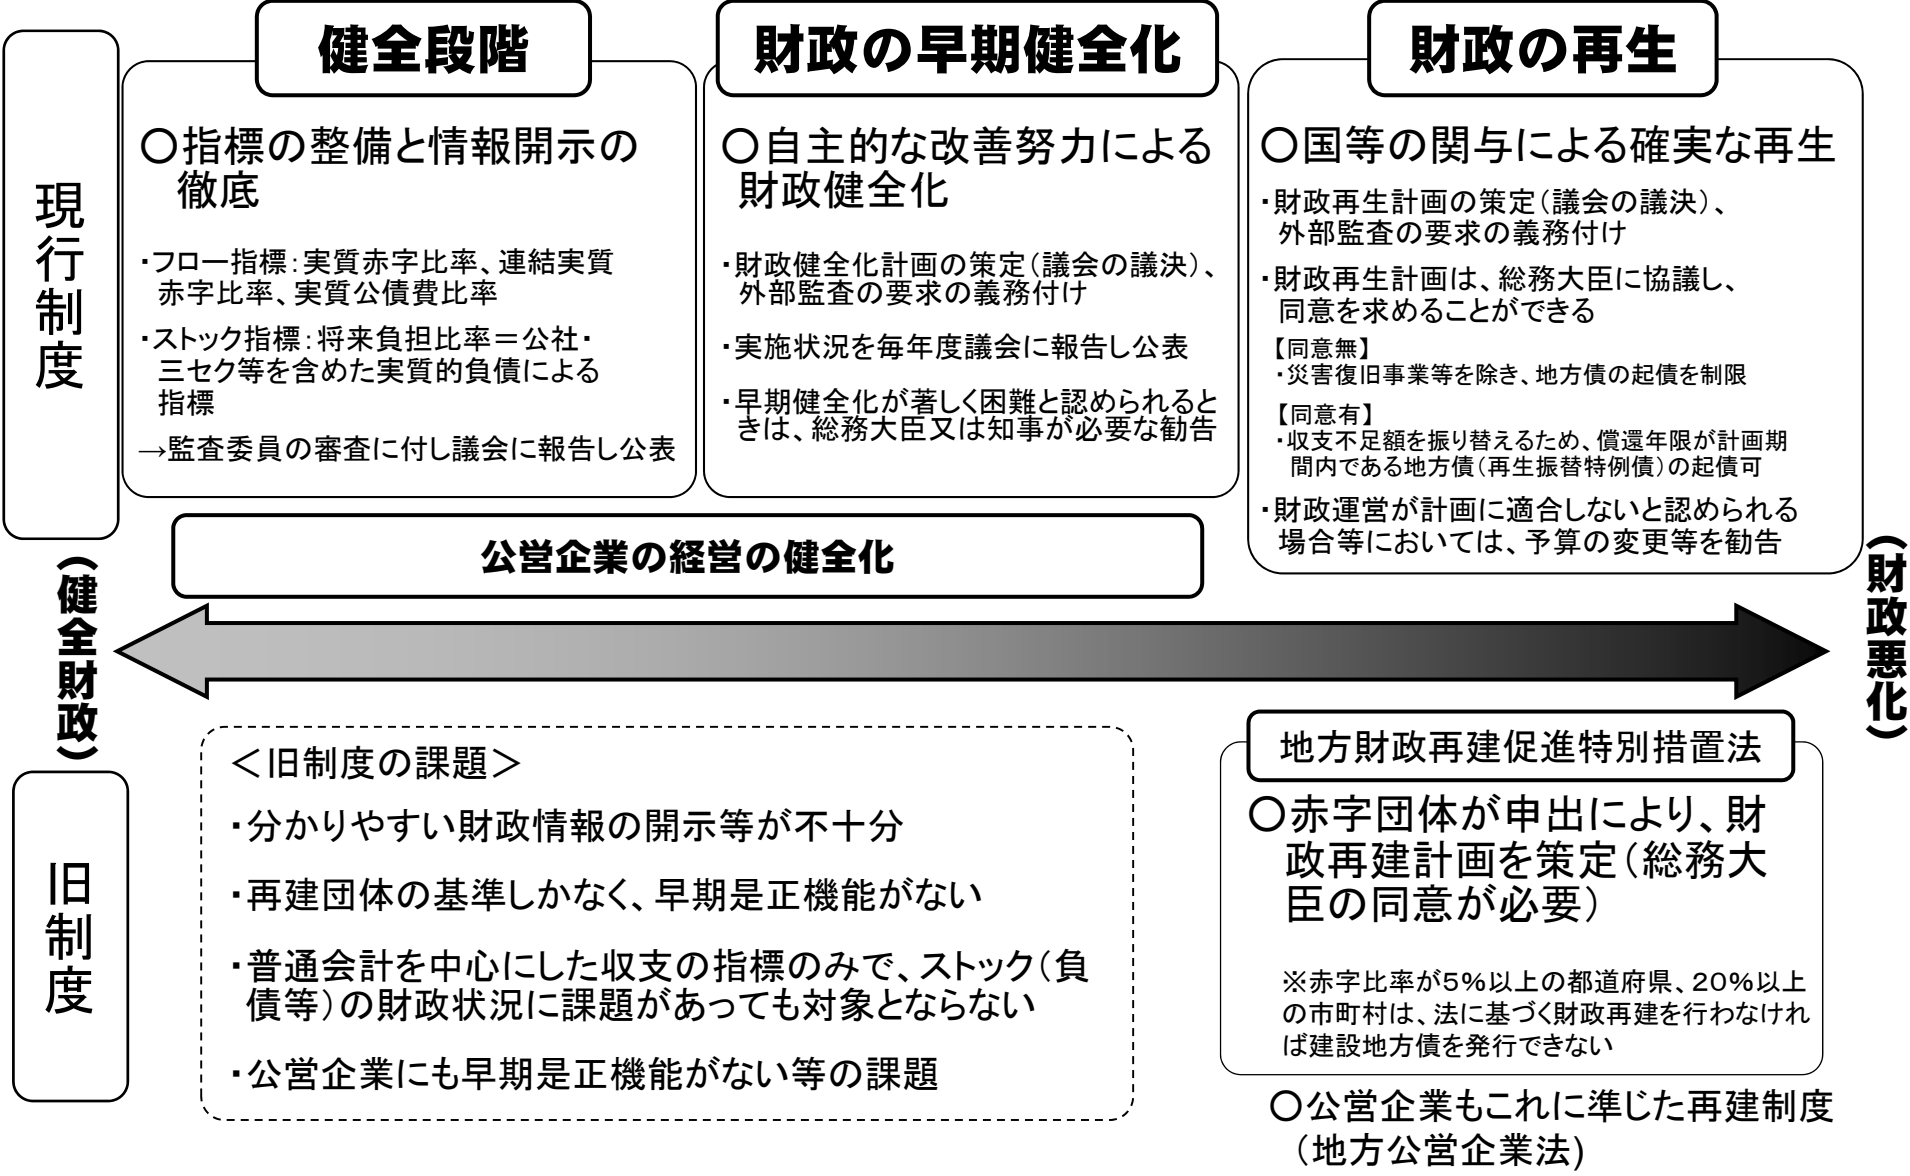 現行制度
健全段階
〇指標の整備と情報開示の
徹底
・フロー指標：実質赤字比率、連結実質
赤字比率、実質公債費比率
・ストック指標：将来負担比率＝公社・
三セク等を含めた実質的負債による
指標
→監査委員の審査に付し議会に報告し公表
財政の早期健全化
〇自主的な改善努力による
財政健全化
・財政健全化計画の策定（議会の議決）、
外部監査の要求の義務付け
・実施状況を毎年度議会に報告し公表
・早期健全化が著しく困難と認められると
きは、総務大臣又は知事が必要な勧告
財政の再生
〇国等の関与による確実な再生
・財政再生計画の策定（議会の議決）、
外部監査の要求の義務付け
・財政再生計画は、総務大臣に協議し、
同意を求めることができる
【同意無】
・災害復旧事業等を除き、地方債の起債を制限
【同意有】
・収支不足額を振り替えるため、償還年限が計画期
間内である地方債（再生振替特例債）の起債可
・財政運営が計画に適合しないと認められる
場合等においては、予算の変更等を勧告
公営企業の経営の健全化
（健全財政）
（財政悪化）
旧制度
＜旧制度の課題＞
・分かりやすい財政情報の開示等が不十分
・再建団体の基準しかなく、早期是正機能がない
・普通会計を中心にした収支の指標のみで、ストック（負
債等）の財政状況に課題があっても対象とならない
・公営企業にも早期是正機能がない等の課題
地方財政再建促進特別措置法
〇赤字団体が申出により、財
政再建計画を策定（総務大
臣の同意が必要）
※赤字比率が５％以上の都道府県、２０％以上
の市町村は、法に基づく財政再建を行わなけれ
ば建設地方債を発行できない
〇公営企業もこれに準じた再建制度
（地方公営企業法)